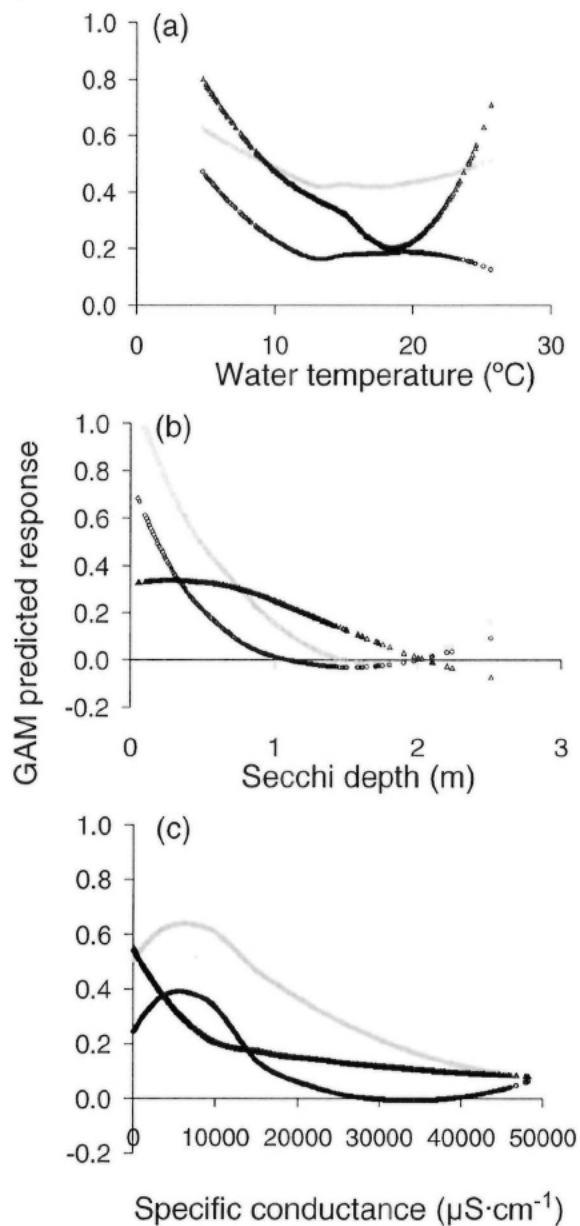 (a)
0.8
0.6
0.4
0.2
0.0
0 10 20 30
Water temperature (ºC)
GAM predicted response
(b)
1.0
0.8
0.6
0.4
0.2
0.0
-0.2
0 1 2 3
Secchi depth (m)
(c)
1.0
0.8
0.6
0.4
0.2
0.0
-0.2
0 10000 20000 30000 40000 50000
Specific conductance (µS·cm⁻¹)